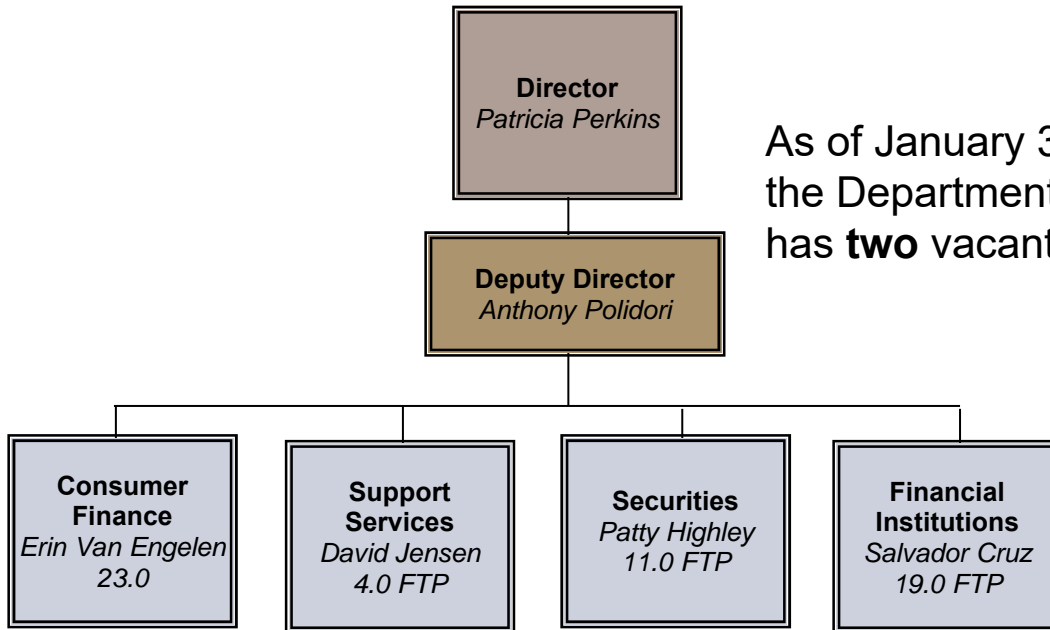 Director
Patricia Perkins
As of January 3
the Department
has two vacant
Deputy Director
Anthony Polidori
Consumer
Finance
Erin Van Engelen
23.0
Support
Services
David Jensen
4.0 FTP
Securities
Patty Highley
11.0 FTP
Financial
Institutions
Salvador Cruz
19.0 FTP